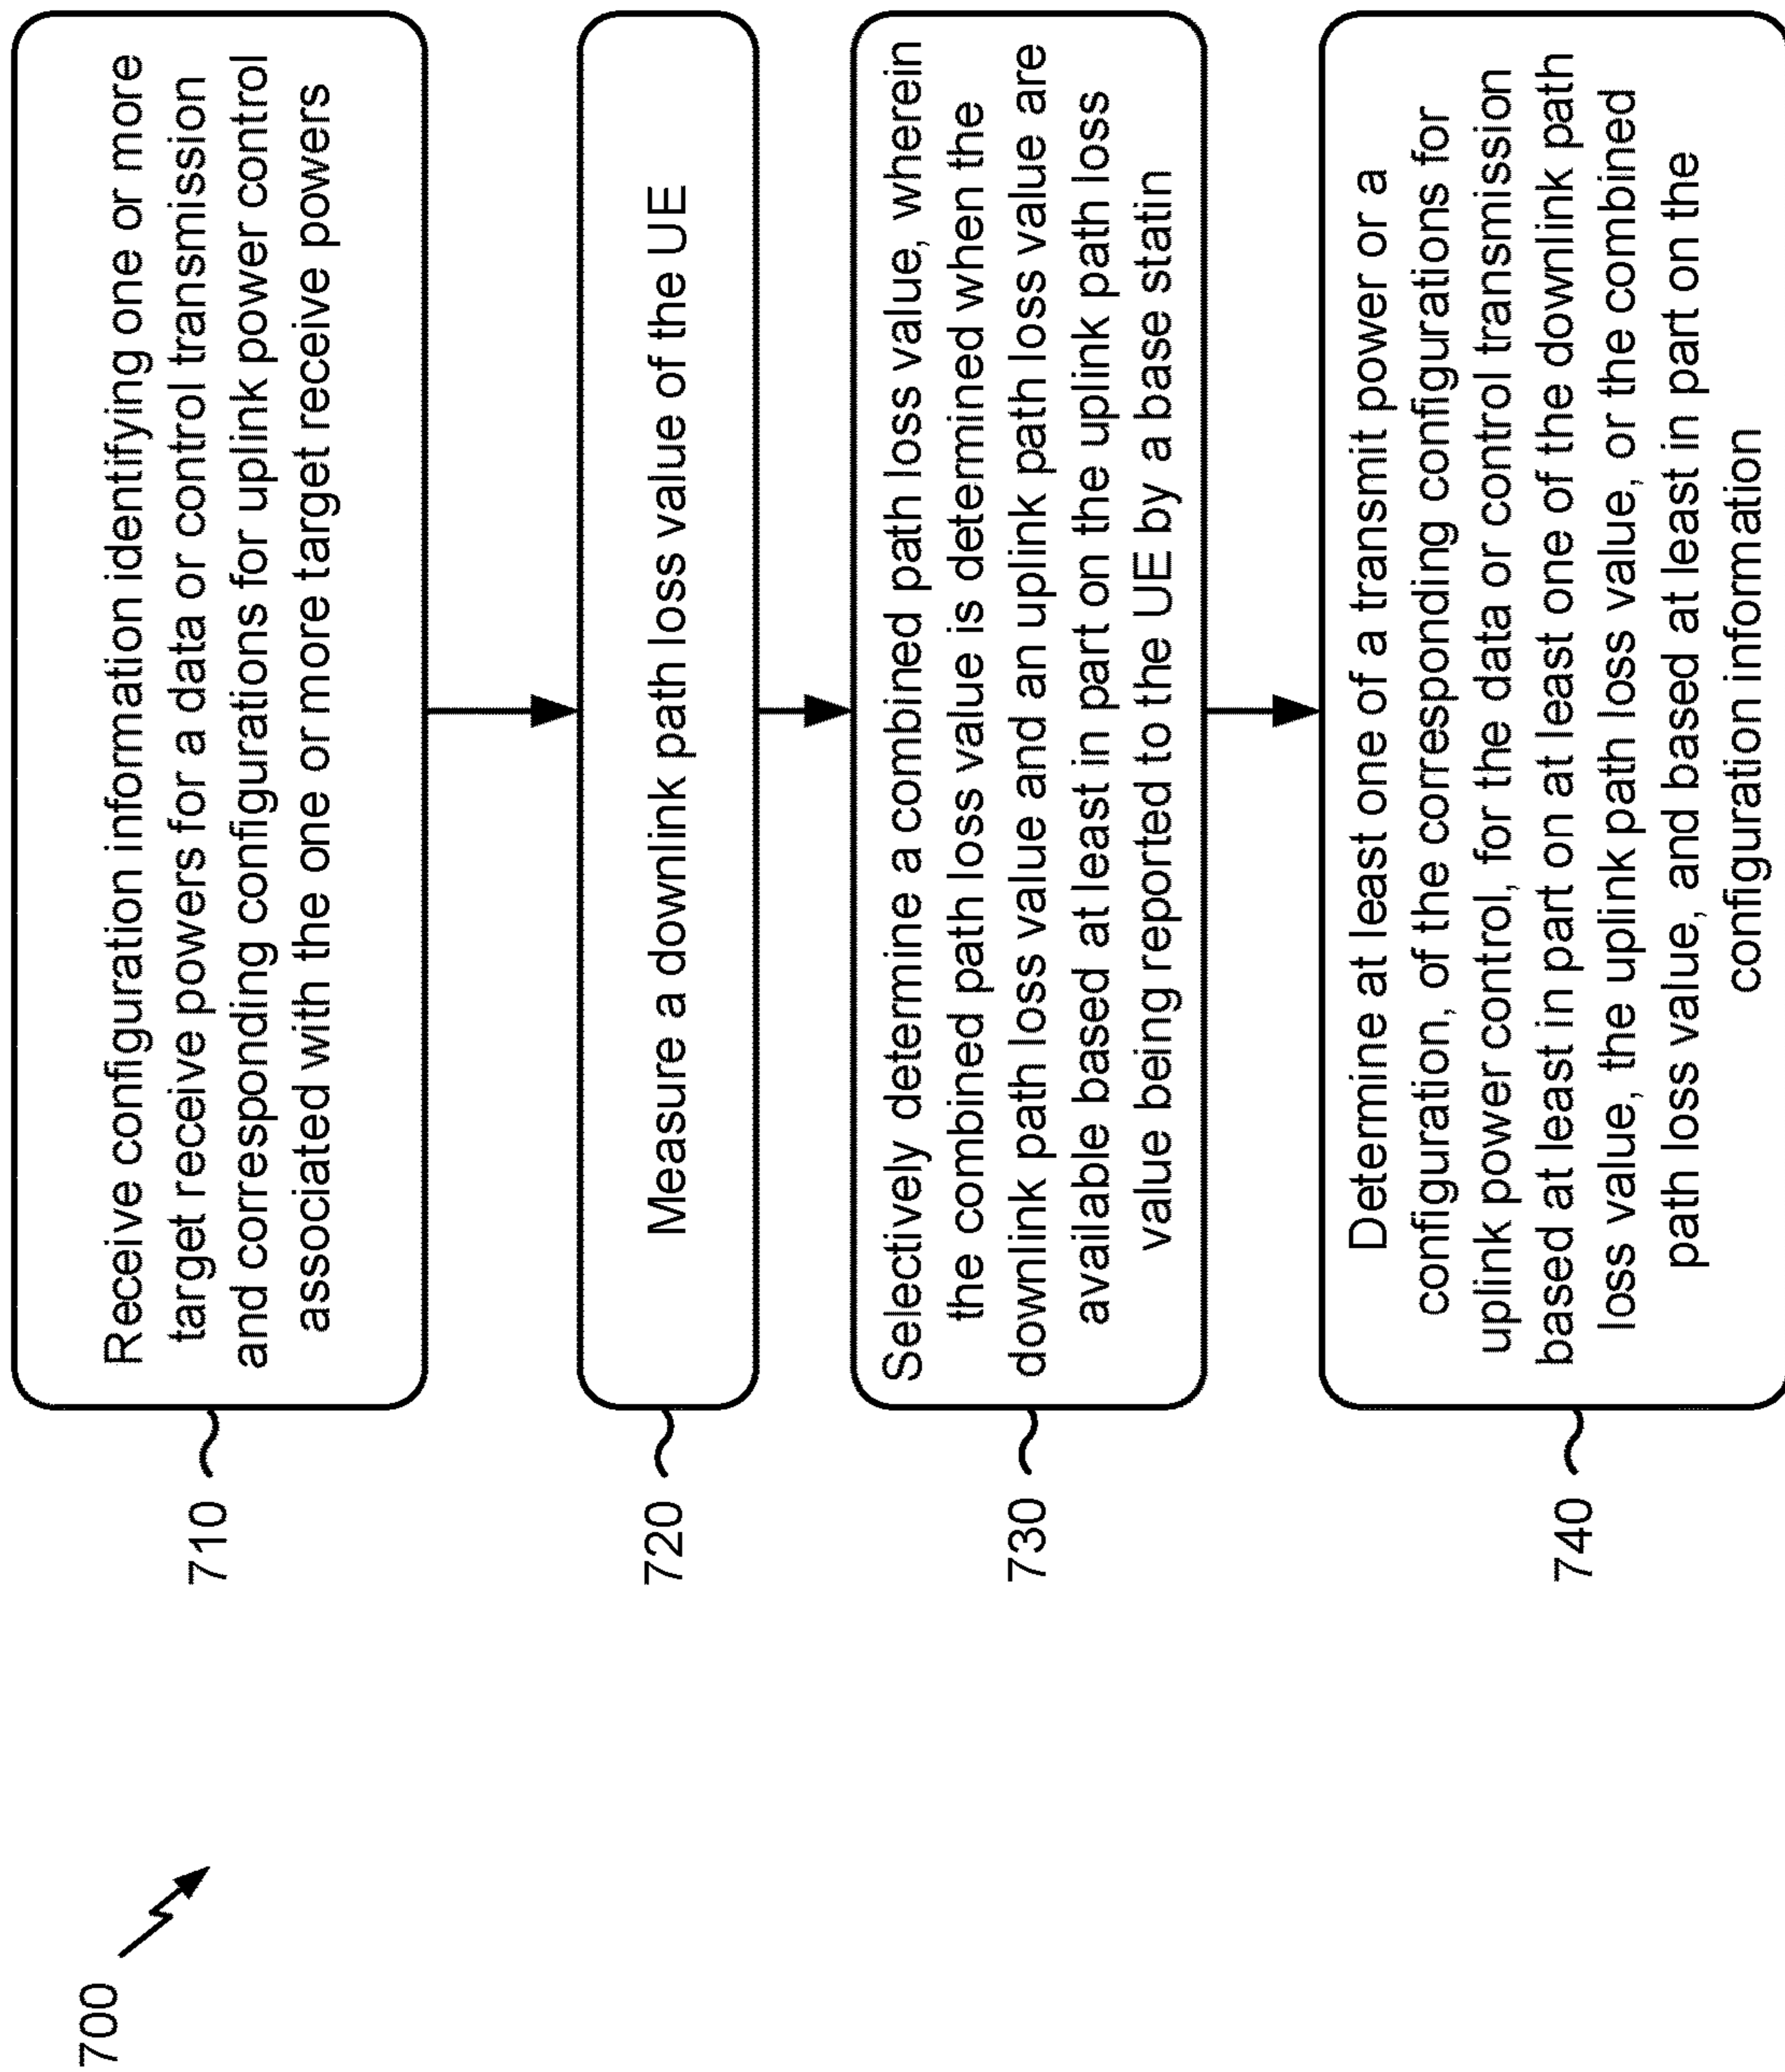 700
710
Receive configuration information identifying one or more
target receive powers for a data or control transmission
and corresponding configurations for uplink power control
associated with the one or more target receive powers
720
Measure a downlink path loss value of the UE
730
Selectively determine a combined path loss value, wherein
the combined path loss value is determined when the
downlink path loss value and an uplink path loss value are
available based at least in part on the uplink path loss
value being reported to the UE by a base statin
740
Determine at least one of a transmit power or a
configuration, of the corresponding configurations for
uplink power control, for the data or control transmission
based at least in part on at least one of the downlink path
loss value, the uplink path loss value, or the combined
path loss value, and based at least in part on the
configuration information